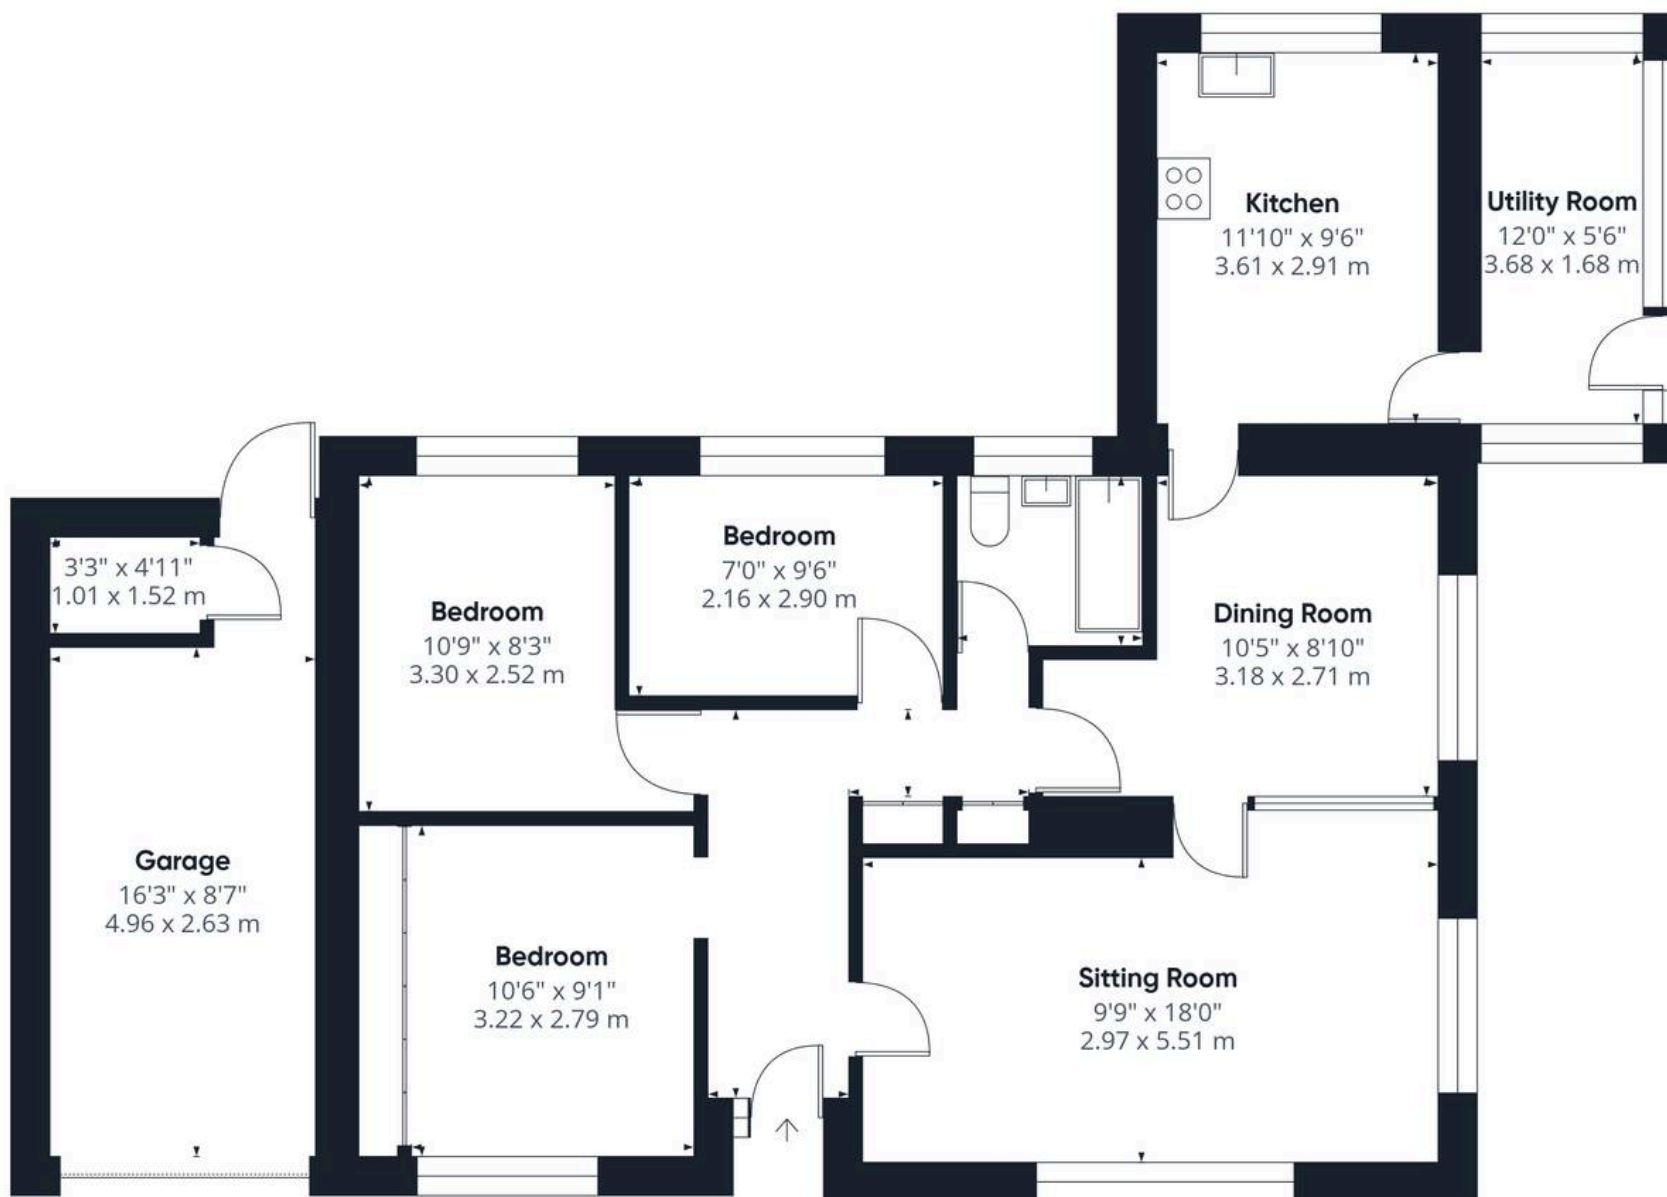 Kitchen
11'10" x 9'6"
3.61 x 2.91 m
Utility Room
12'0" x 5'6"
3.68 x 1.68 m
3'3" x 4'11"
1.01 x 1.52 m
Bedroom
10'9" x 8'3"
3.30 x 2.52 m
Bedroom
7'0" x 9'6"
2.16 x 2.90 m
Dining Room
10'5" x 8'10"
3.18 x 2.71 m
Garage
16'3" x 8'7"
4.96 x 2.63 m
Bedroom
10'6" x 9'1"
3.22 x 2.79 m
Sitting Room
9'9" x 18'0"
2.97 x 5.51 m